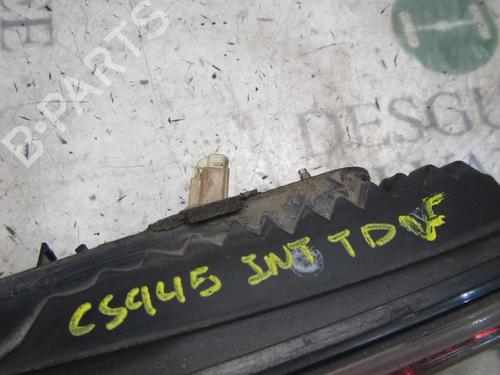 B-PARTS
DESGU
CS945 INT TD